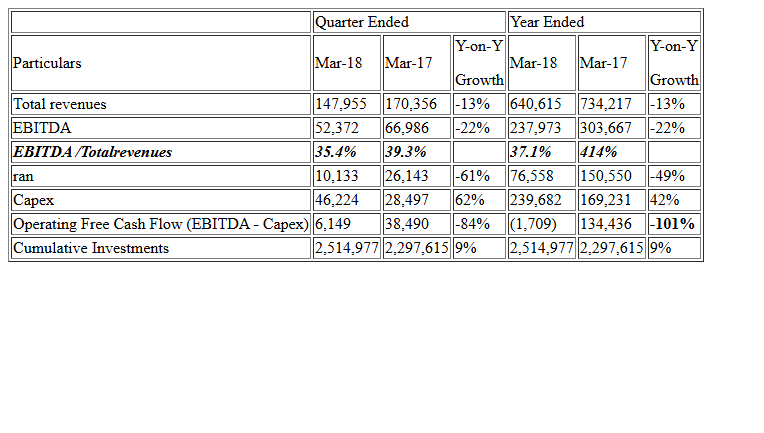 Quarter Ended Year Ended
Particulars Mar-18 Mar-17 Y-on-Y Growth Mar-18 Mar-17 Y-on-Y Growth
Total revenues 147,955 170,356 -13% 640,615 734,217 -13%
EBITDA 52,372 66,986 -22% 237,973 303,667 -22%
EBITDA /Totalrevenues 35.4% 39.3% 37.1% 414%
ran 10,133 26,143 -61% 76,558 150,550 -49%
Capex 46,224 28,497 62% 239,682 169,231 42%
Operating Free Cash Flow (EBITDA - Capex) 6,149 38,490 -84% (1,709) 134,436 -101%
Cumulative Investments 2,514,977 2,297,615 9% 2,514,977 2,297,615 9%